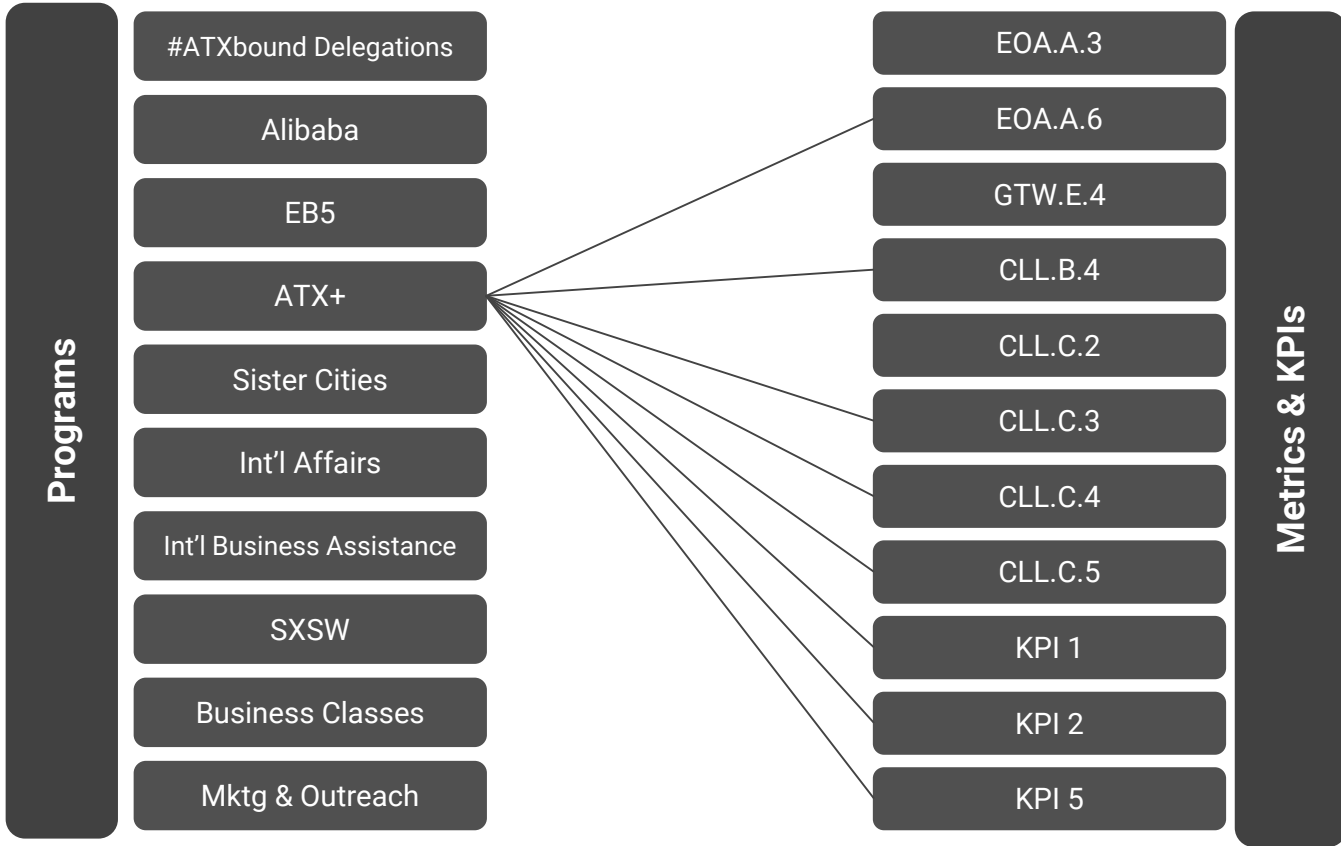 Programs
#ATXbound Delegations
Alibaba
EB5
ATX+
Sister Cities
Int’l Affairs
Int’l Business Assistance
SXSW
Business Classes
Mktg & Outreach
EOA.A.3
EOA.A.6
GTW.E.4
CLL.B.4
CLL.C.2
CLL.C.3
CLL.C.4
CLL.C.5
KPI 1
KPI 2
KPI 5
Metrics & KPIs